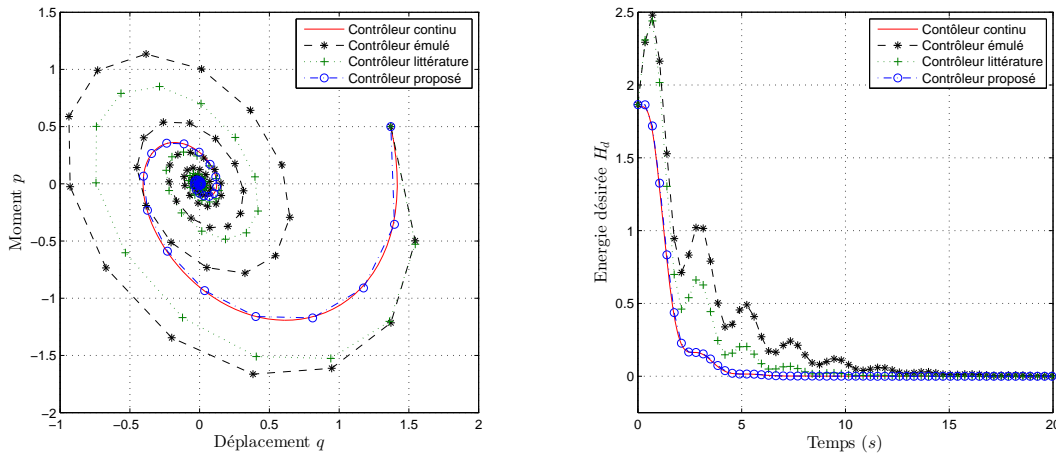 1.5
1
0.5
0
−0.5
−1
−1.5
−2
−1
−0.5
0
0.5
1
1.5
2
Moment p
Déplacement q
Contrôleur continu
Contrôleur émulé
Contrôleur littérature
Contrôleur proposé
2.5
2
1.5
1
0.5
0
0
5
10
15
20
Energie désirée H_d
Temps (s)
Contôleur continu
Contrôleur émulé
Contrôleur littérature
Contrôleur proposé